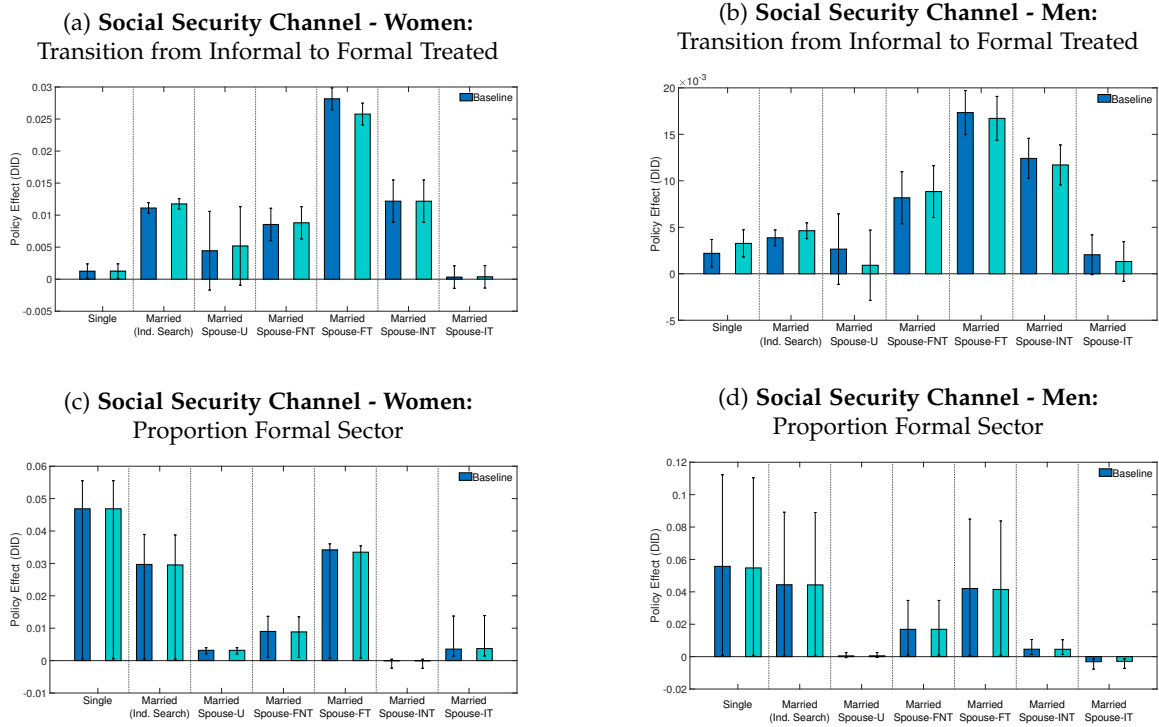 (a) Social Security Channel - Women:
Transition from Informal to Formal Treated
0.03
0.025
0.02
0.015
0.01
0.005
0
-0.005
Policy Effect (DID)
Baseline
Single
Married
(Ind. Search)
Married
Spouse-U
Married
Spouse-FNT
Married
Spouse-FT
Married
Spouse-INT
Married
Spouse-IT
(b) Social Security Channel - Men:
Transition from Informal to Formal Treated
×10⁻³
20
15
10
5
0
-5
Policy Effect (DID)
Baseline
Single
Married
(Ind. Search)
Married
Spouse-U
Married
Spouse-FNT
Married
Spouse-FT
Married
Spouse-INT
Married
Spouse-IT
(c) Social Security Channel - Women:
Proportion Formal Sector
0.06
0.05
0.04
0.03
0.02
0.01
0
-0.01
Policy Effect (DID)
Baseline
Single
Married
(Ind. Search)
Married
Spouse-U
Married
Spouse-FNT
Married
Spouse-FT
Married
Spouse-INT
Married
Spouse-IT
(d) Social Security Channel - Men:
Proportion Formal Sector
0.12
0.1
0.08
0.06
0.04
0.02
0
-0.02
Policy Effect (DID)
Baseline
Single
Married
(Ind. Search)
Married
Spouse-U
Married
Spouse-FNT
Married
Spouse-FT
Married
Spouse-INT
Married
Spouse-IT